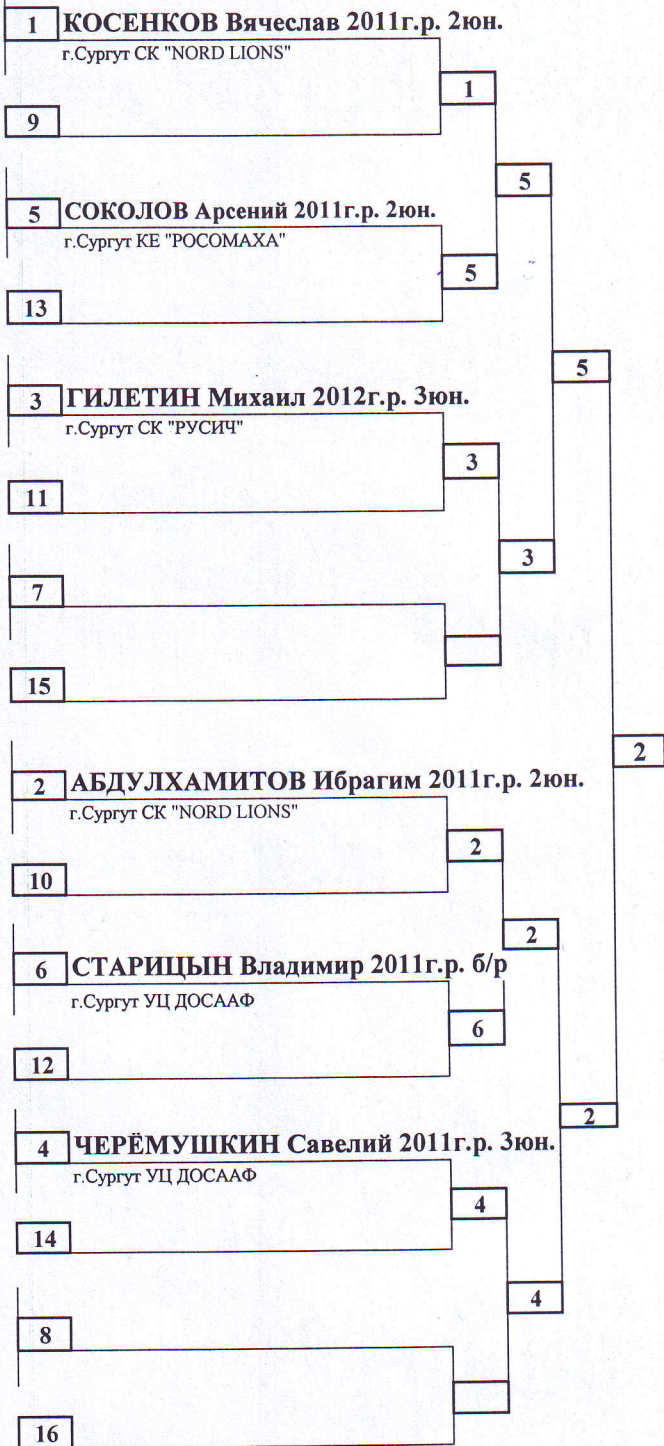 1 КОСЕНКОВ Вячеслав 2011г.р. 2юн.
г.Сургут СК "NORD LIONS"
1
9
5
5 СОКОЛОВ Арсений 2011г.р. 2юн.
г.Сургут КЕ "РОСОМАХА"
5
13
5
3 ГИЛЕТИН Михаил 2012г.р. 3юн.
г.Сургут СК "РУСИЧ"
3
11
3
7
15
2
2 АБДУЛХАМИТОВ Ибрагим 2011г.р. 2юн.
г.Сургут СК "NORD LIONS"
2
10
2
6 СТАРИЦЫН Владимир 2011г.р. б/р
г.Сургут УЦ ДОСААФ
6
12
2
4 ЧЕРЁМУШКИН Савелий 2011г.р. 3юн.
г.Сургут УЦ ДОСААФ
4
14
4
8
16